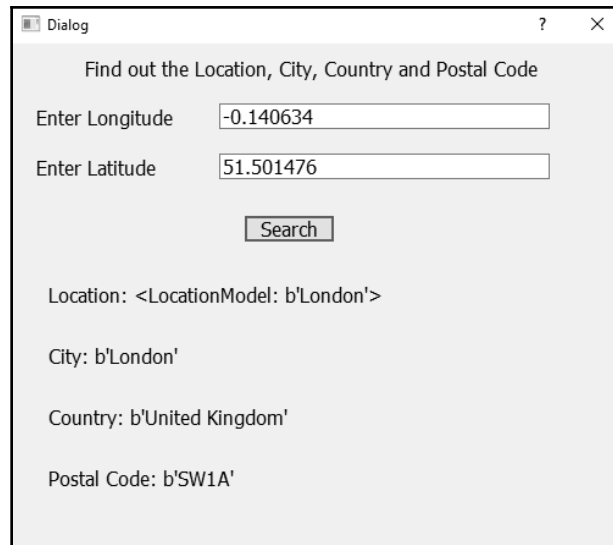 Dialog ?
Find out the Location, City, Country and Postal Code
Enter Longitude -0.140634
Enter Latitude 51.501476
Search
Location: <LocationModel: b'London'>
City: b'London'
Country: b'United Kingdom'
Postal Code: b'SW1A'